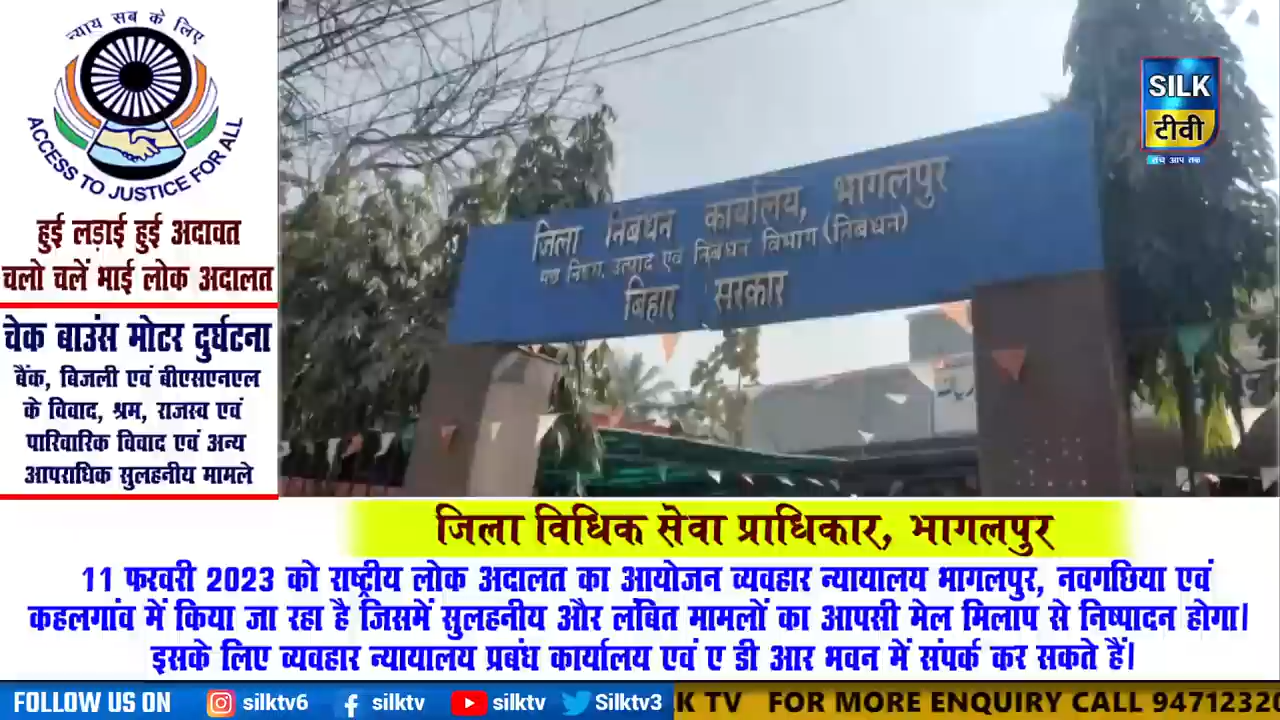 न्याय सब के लिए
ACCESS TO JUSTICE FOR ALL
हुई लड़ाई हुई अदावत
चलो चलें भाई लोक अदालत
चेक बाउंस मोटर दुर्घटना
बैंक, बिजली एवं बीएसएनएल
के विवाद, श्रम, राजस्व एवं
पारिवारिक विवाद एवं अन्य
आपराधिक सुलहनीय मामले
SILK
टीवी
सच आप तक
जिला निबंधन कार्यालय, भागलपुर
मद्य निषेध, उत्पाद एवं निबंधन विभाग (निबंधन)
बिहार सरकार
जिला विधिक सेवा प्राधिकार, भागलपुर
11 फरवरी 2023 को राष्ट्रीय लोक अदालत का आयोजन व्यवहार न्यायालय भागलपुर, नवगछिया एवं
कहलगांव में किया जा रहा है जिसमें सुलहनीय और लंबित मामलों का आपसी मेल मिलाप से निष्पादन होगा।
इसके लिए व्यवहार न्यायालय प्रबंध कार्यालय एवं ए डी आर भवन में संपर्क कर सकते हैं।
FOLLOW US ON silktv6 silktv silktv Silktv3 K TV FOR MORE ENQUIRY CALL 94712320